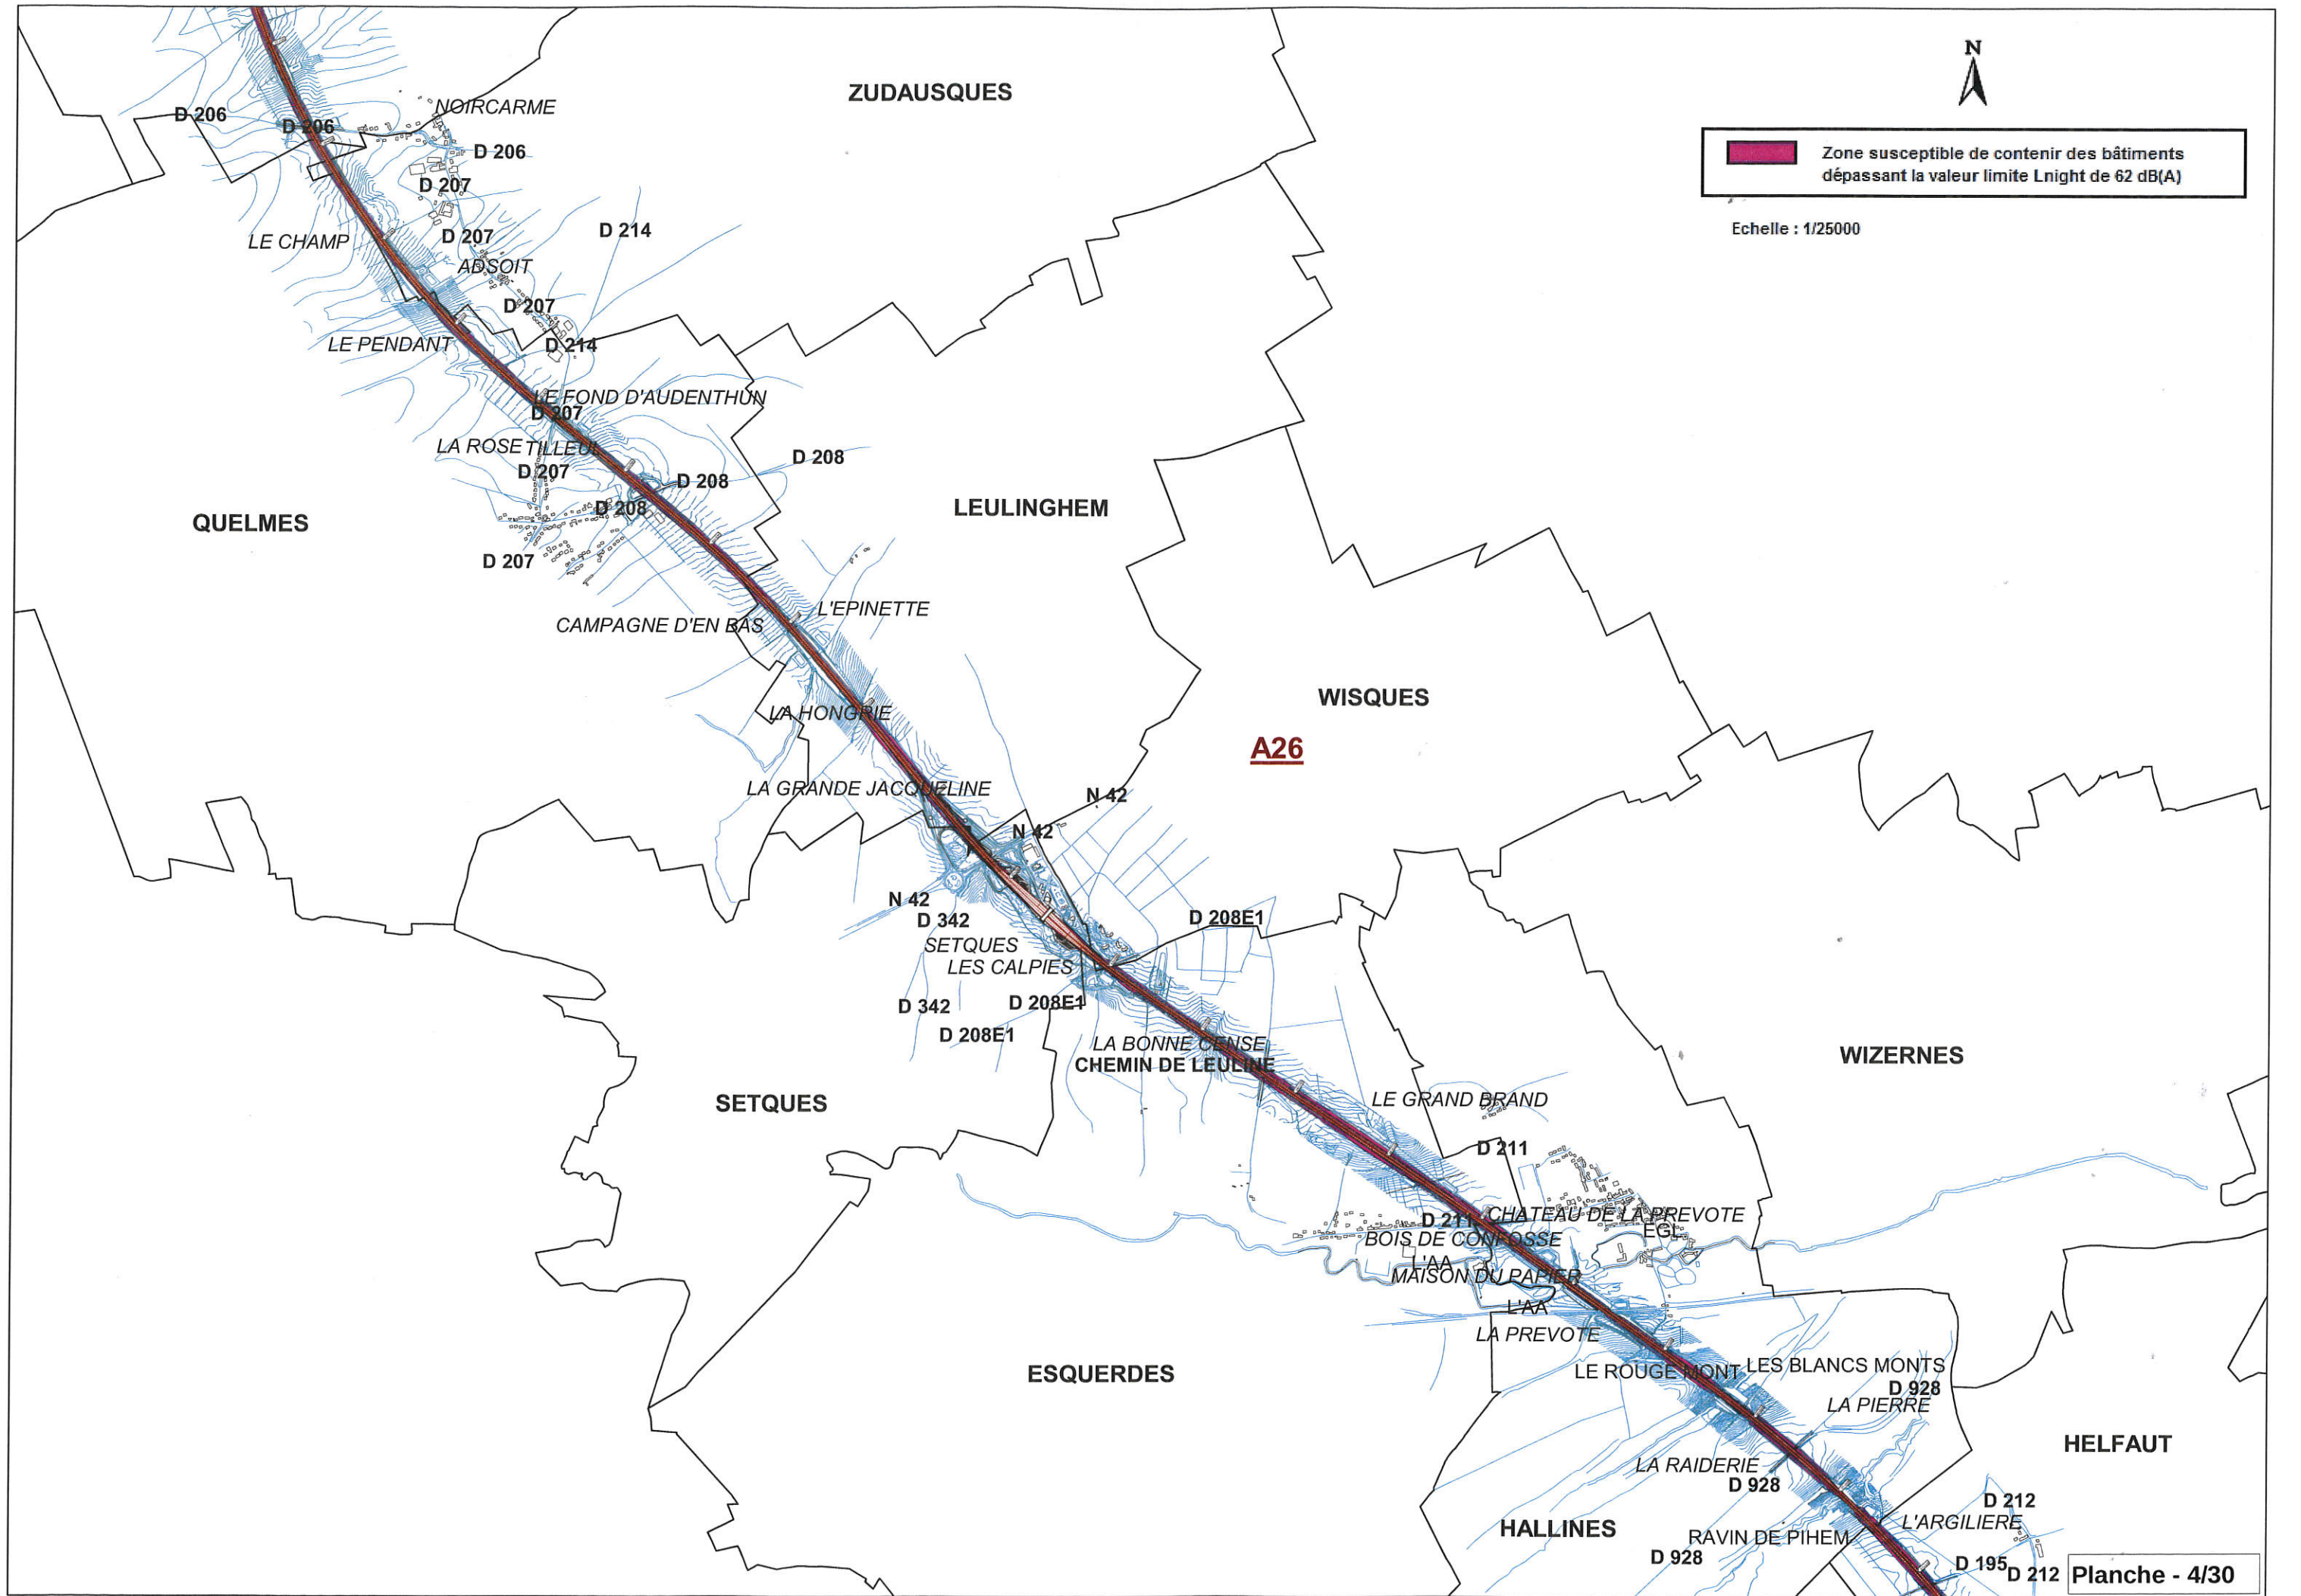 N
ZUDAUSQUES
NOIRCARME
D 206
D 206
D 206
Zone susceptible de contenir des bâtiments
dépassant la valeur limite Lnight de 62 dB(A)
D 207
Echelle : 1/25000
D 214
D 207
LE CHAMP
ADSOIT
D 207
LE PENDANT
D 214
LE FOND D'AUDENTHUN
D 207
LA ROSE TILLEUL
D 208
D 207
D 208
D 208
LEULINGHEM
QUELMES
D 207
L'EPINETTE
CAMPAGNE D'EN BAS
WISQUES
LA HONGRIE
A26
LA GRANDE JACQUELINE
N 42
N 42
N 42
D 342
D 208E1
SETQUES
LES CALPIES
D 342
D 208E1
D 208E1
LA BONNE CENSE
CHEMIN DE LEULINE
WIZERNES
SETQUES
LE GRAND BRAND
D 211
CHATEAU DE LA PREVOTE
D 211
EGL
BOIS DE CONFOSSE
L'AA
MAISON DU PAPIER
L'AA
LA PREVOTE
LE ROUGE MONT
LES BLANCS MONTS
ESQUERDES
D 928
LA PIERRE
HELFAUT
LA RAIDERIE
D 928
D 212
L'ARGILIERE
HALLINES
RAVIN DE PIHEM
D 928
D 195
D 212
Planche - 4/30